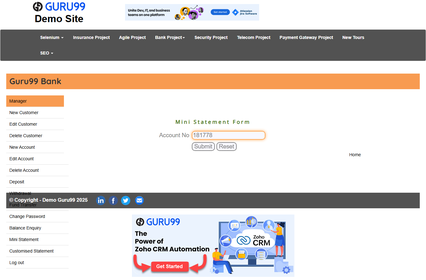 GURU99
Demo Site
Selenium
Insurance Project
Agile Project
Bank Project
Security Project
Telecom Project
Payment Gateway Project
New Tours
SEO
Guru99 Bank
Manager
New Customer
Edit Customer
Delete Customer
New Account
Edit Account
Delete Account
Deposit
Mini Statement Form
Account No 181778
Submit Reset
Home
© Copyright - Demo Guru99 2025
Change Password
Balance Enquiry
Mini Statement
Customised Statement
Log out
GURU99
The
Power of
Zoho CRM Automation
Get Started
Zoho
CRM